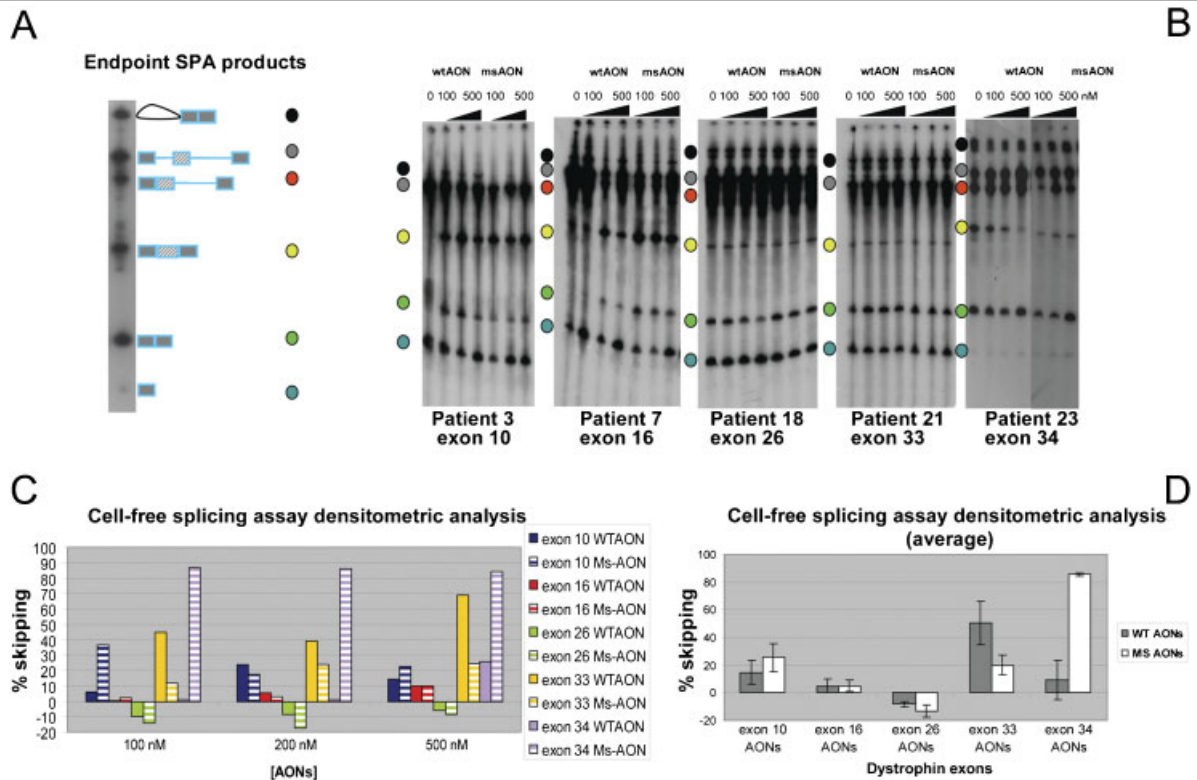 A
B
Endpoint SPA products
wtAON msAON
0 100 500 100 500
Patient 3
exon 10
wtAON msAON
0 100 500 100 500
Patient 7
exon 16
wtAON msAON
0 100 500 100 500
Patient 18
exon 26
wtAON msAON
0 100 500 100 500
Patient 21
exon 33
wtAON msAON
0 100 500 100 500 nM
Patient 23
exon 34
C
Cell-free splicing assay densitometric analysis
% skipping
100
90
80
70
60
50
40
30
20
10
0
-10
-20
100 nM
200 nM
500 nM
[AONs]
exon 10 WTAON
exon 10 Ms-AON
exon 16 WTAON
exon 16 Ms-AON
exon 26 WTAON
exon 26 Ms-AON
exon 33 WTAON
exon 33 Ms-AON
exon 34 WTAON
exon 34 Ms-AON
D
Cell-free splicing assay densitometric analysis
(average)
% skipping
100
80
60
40
20
0
-20
exon 10
AONs
exon 16
AONs
exon 26
AONs
exon 33
AONs
exon 34
AONs
Dystrophin exons
WT AONs
MS AONs